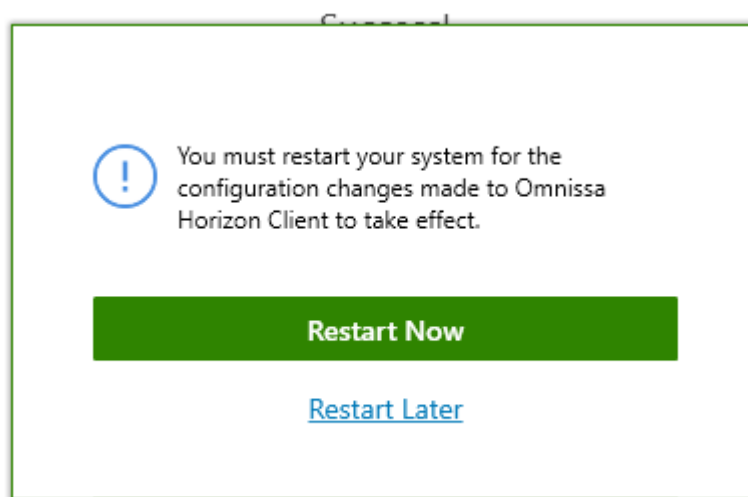 You must restart your system for the
configuration changes made to Omnissa
Horizon Client to take effect.
Restart Now
Restart Later